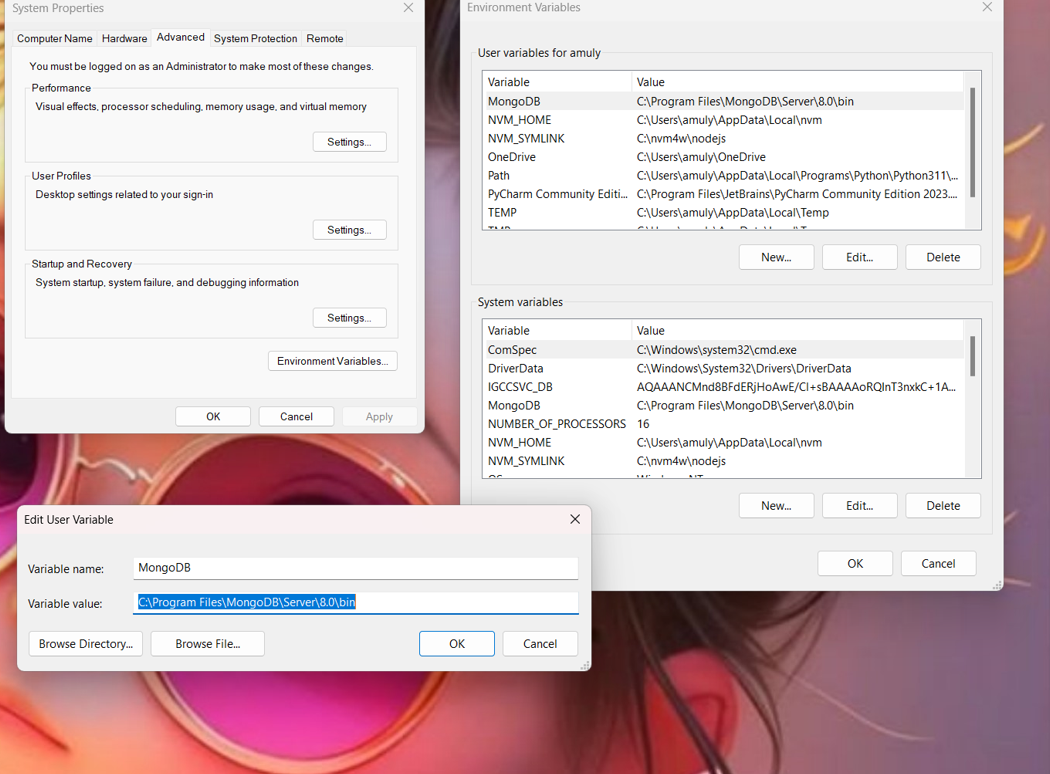 System Properties
Computer Name Hardware Advanced System Protection Remote
You must be logged on as an Administrator to make most of these changes.
Performance
Visual effects, processor scheduling, memory usage, and virtual memory
Settings...
User Profiles
Desktop settings related to your sign-in
Settings...
Startup and Recovery
System startup, system failure, and debugging information
Settings...
Environment Variables...
OK Cancel Apply
Environment Variables
User variables for amuly
Variable Value
MongoDB C:\Program Files\MongoDB\Server\8.0\bin
NVM_HOME C:\Users\amuly\AppData\Local\nvm
NVM_SYMLINK C:\nvm4w\nodejs
OneDrive C:\Users\amuly\OneDrive
Path C:\Users\amuly\AppData\Local\Programs\Python\Python311\...
PyCharm Community Editi... C:\Program Files\JetBrains\PyCharm Community Edition 2023....
TEMP C:\Users\amuly\AppData\Local\Temp
New... Edit... Delete
System variables
Variable Value
ComSpec C:\Windows\system32\cmd.exe
DriverData C:\Windows\System32\Drivers\DriverData
IGCCSVC_DB AQAAANCMnd8BFdERjHoAwE/Cl+sBAAAAoRQInT3nxkC+1A...
MongoDB C:\Program Files\MongoDB\Server\8.0\bin
NUMBER_OF_PROCESSORS 16
NVM_HOME C:\Users\amuly\AppData\Local\nvm
NVM_SYMLINK C:\nvm4w\nodejs
New... Edit... Delete
OK Cancel
Edit User Variable
Variable name: MongoDB
Variable value: C:\Program Files\MongoDB\Server\8.0\bin
Browse Directory... Browse File... OK Cancel